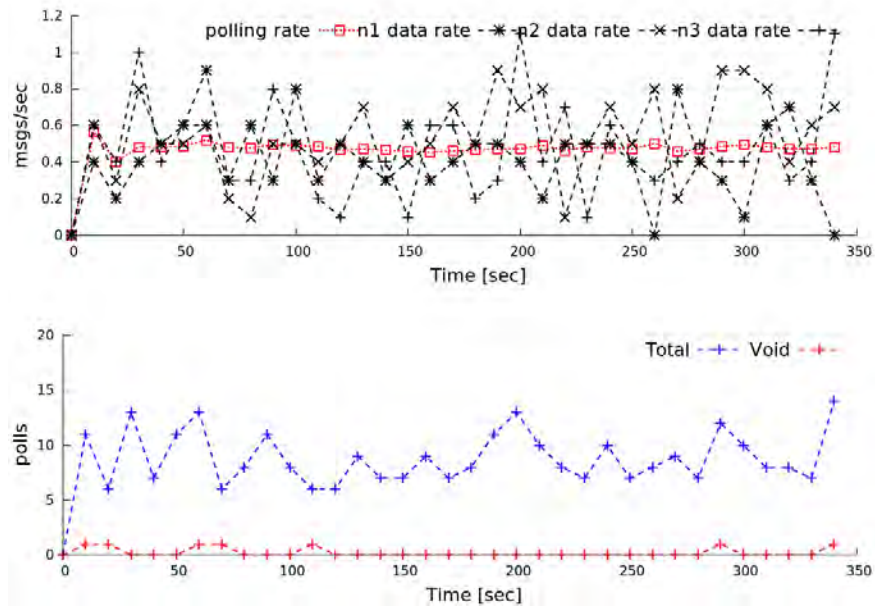 polling rate n1 data rate n2 data rate n3 data rate
1.2
1
0.8
0.6
0.4
0.2
0
msgs/sec
0 50 100 150 200 250 300 350
Time [sec]
Total Void
20
15
10
5
0
polls
0 50 100 150 200 250 300 350
Time [sec]